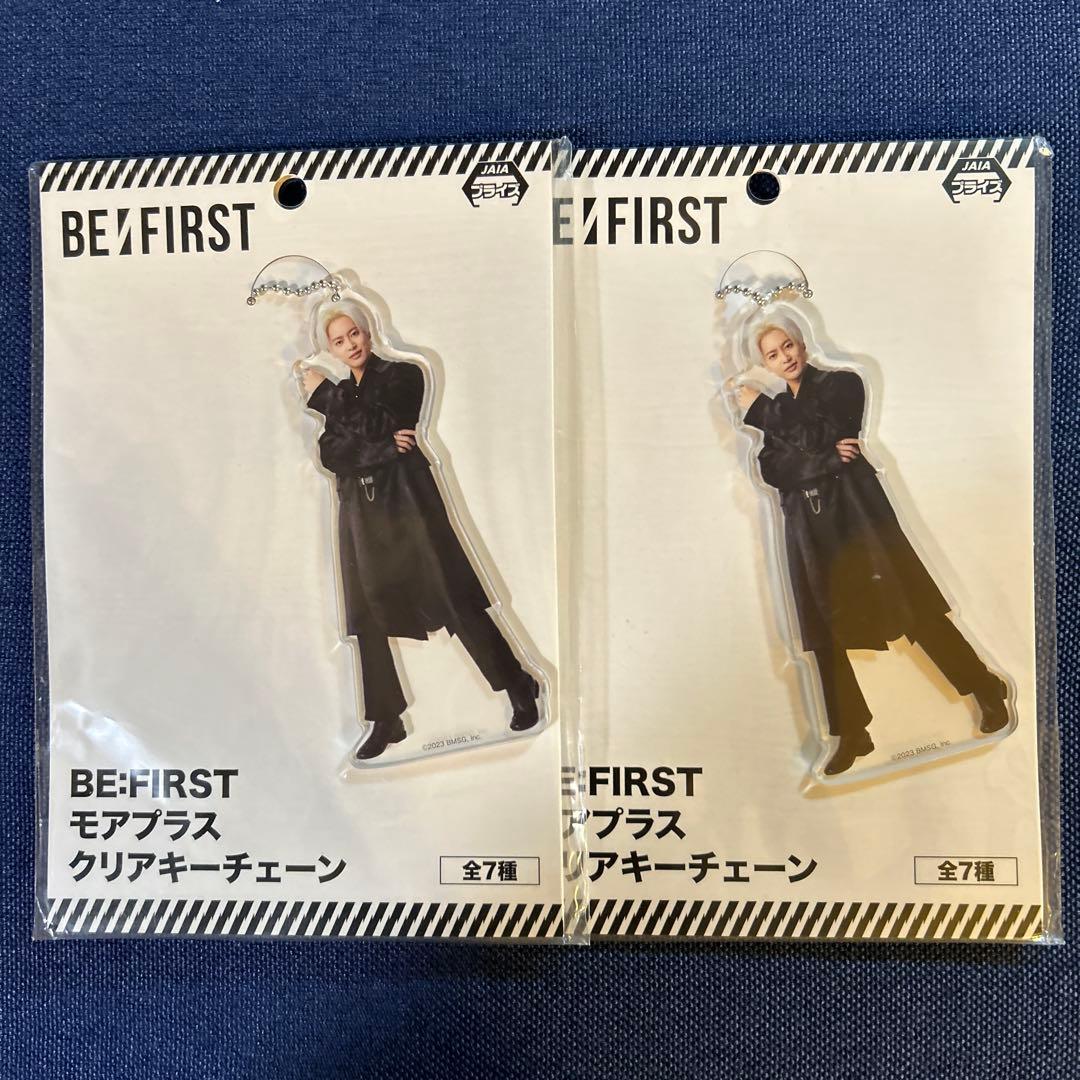 JAIA
プライズ
BE:FIRST
©2023 BMSG, Inc.
BE:FIRST
モアプラス
クリアキーチェーン
全7種
JAIA
プライズ
E:FIRST
©2023 BMSG, Inc.
E:FIRST
アプラス
リアキーチェーン
全7種